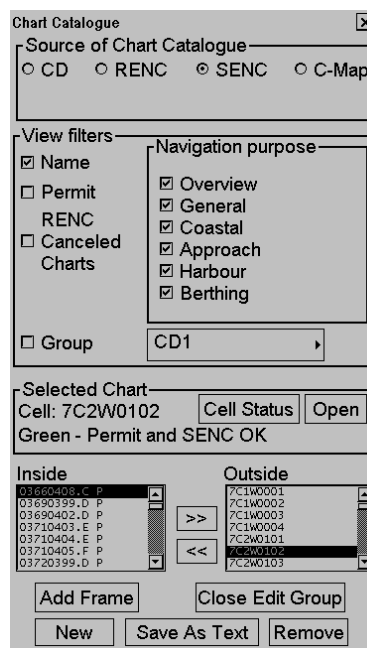 Chart Catalogue
Source of Chart Catalogue
CD RENC SENC C-Map
View filters
Name
Permit
RENC
Canceled
Charts
Navigation purpose
Overview
General
Coastal
Approach
Harbour
Berthing
Group
CD1
Selected Chart
Cell: 7C2W0102 Cell Status Open
Green - Permit and SENC OK
Inside
03660408.C P
03690399.D P
03690402.D P
03710403.E P
03710404.E P
03710405.F P
03720399.D P
>>
<<
Outside
7C1W0001
7C1W0002
7C1W0003
7C1W0004
7C2W0101
7C2W0102
7C2W0103
Add Frame Close Edit Group
New Save As Text Remove